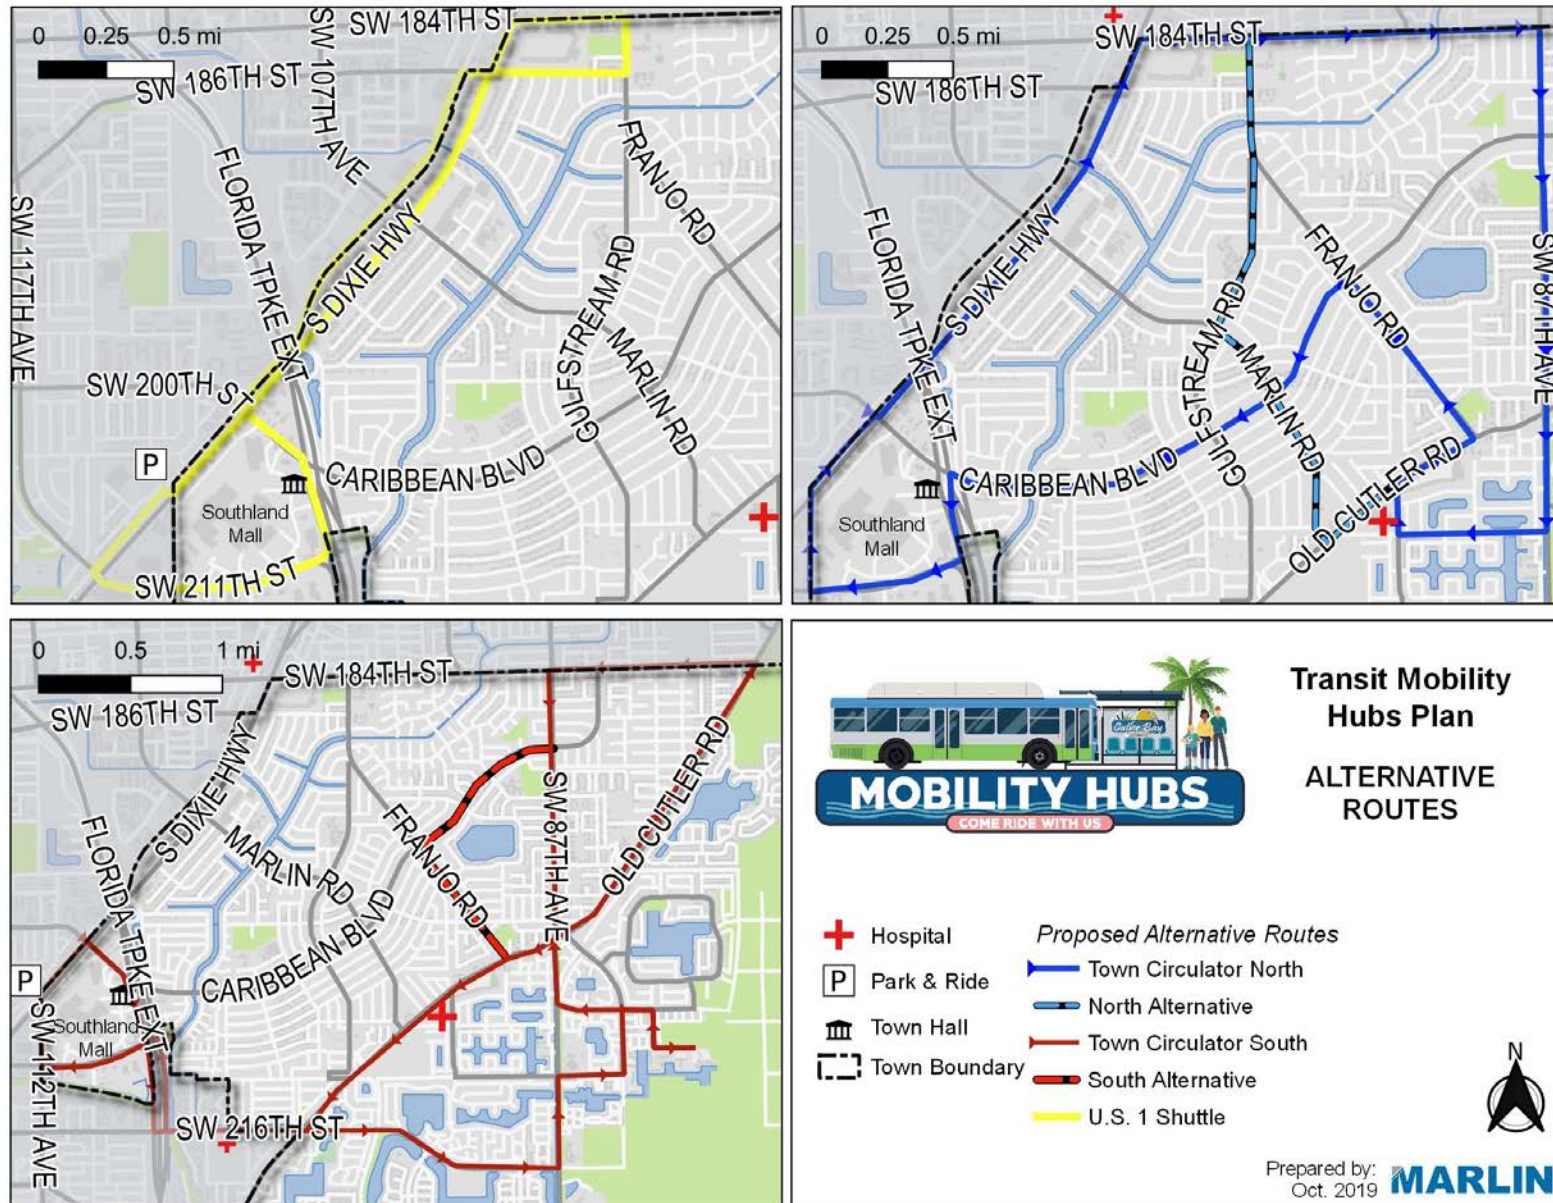 SW 184TH ST
0 0.25 0.5 mi
SW 186TH ST
SW 107TH AVE
FRANJO RD
FLORIDA TPKE EXT
SW 117TH AVE
S DIXIE HWY
GULFSTREAM RD
MARLIN RD
SW 200TH ST
P
CARIBBEAN BLVD
Southland
Mall
SW 211TH ST
0 0.25 0.5 mi
SW 184TH ST
SW 186TH ST
FLORIDA TPKE EXT
S DIXIE HWY
FRANJO RD
SW 87TH AVE
GULFSTREAM RD
MARLIN RD
CARIBBEAN BLVD
OLD CUTLER RD
Southland
Mall
0 0.5 1 mi
SW 184TH ST
SW 186TH ST
S DIXIE HWY
FLORIDA TPKE EXT
MARLIN RD
FRANJO RD
SW 87TH AVE
OLD CUTLER RD
CARIBBEAN BLVD
P
Southland
Mall
SW 112TH AVE
SW 216TH ST
Cutler Bay
MOBILITY HUBS
COME RIDE WITH US
Transit Mobility
Hubs Plan
ALTERNATIVE
ROUTES
Hospital
P Park & Ride
Town Hall
Town Boundary
Proposed Alternative Routes
Town Circulator North
North Alternative
Town Circulator South
South Alternative
U.S. 1 Shuttle
N
Prepared by:
Oct. 2019
MARLIN